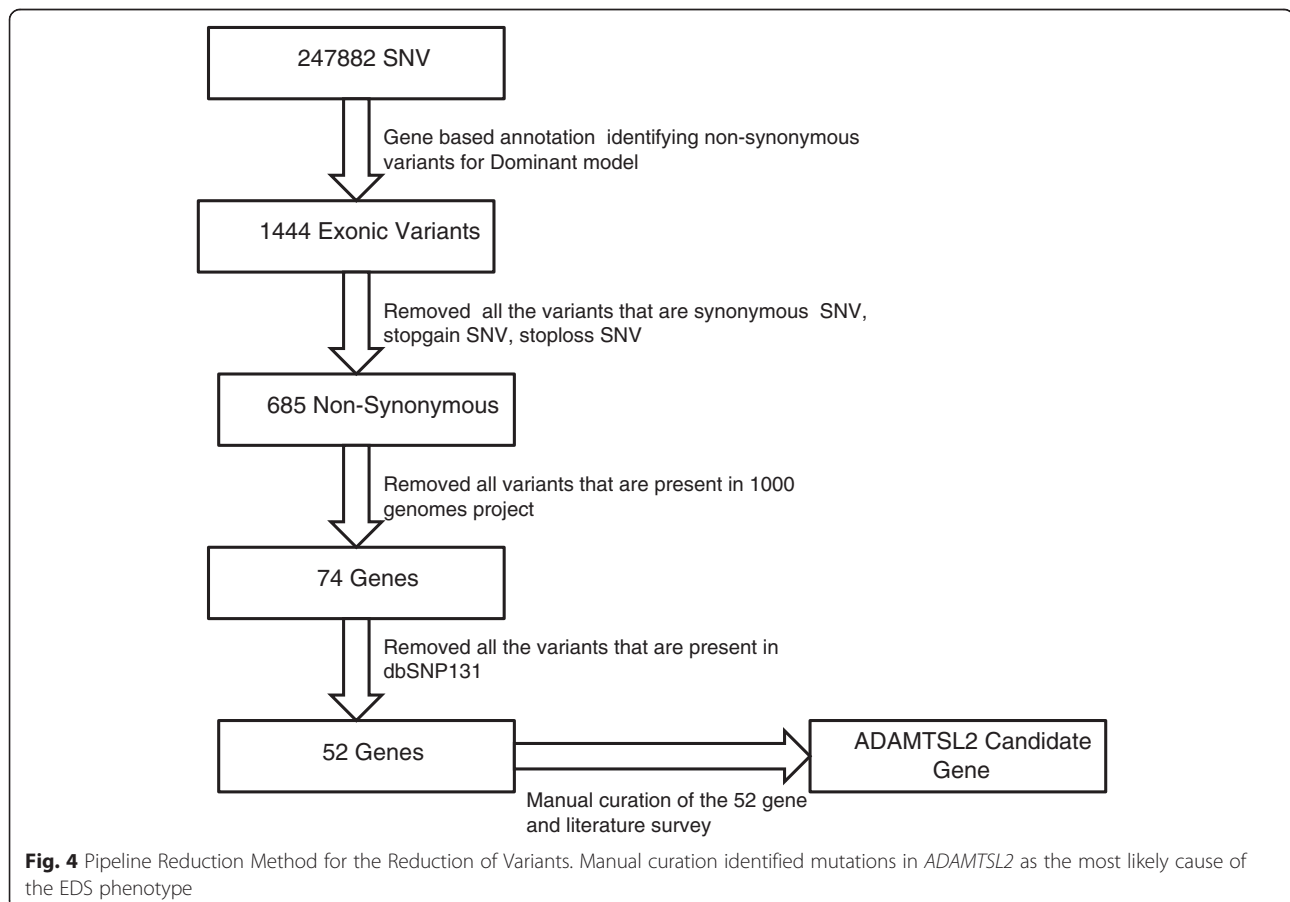 247882 SNV
Gene based annotation identifying non-synonymous
variants for Dominant model
1444 Exonic Variants
Removed all the variants that are synonymous SNV,
stopgain SNV, stoploss SNV
685 Non-Synonymous
Removed all variants that are present in 1000
genomes project
74 Genes
Removed all the variants that are present in
dbSNP131
52 Genes
ADAMTSL2 Candidate
Gene
Manual curation of the 52 gene
and literature survey
Fig. 4 Pipeline Reduction Method for the Reduction of Variants. Manual curation identified mutations in ADAMTSL2 as the most likely cause of
the EDS phenotype